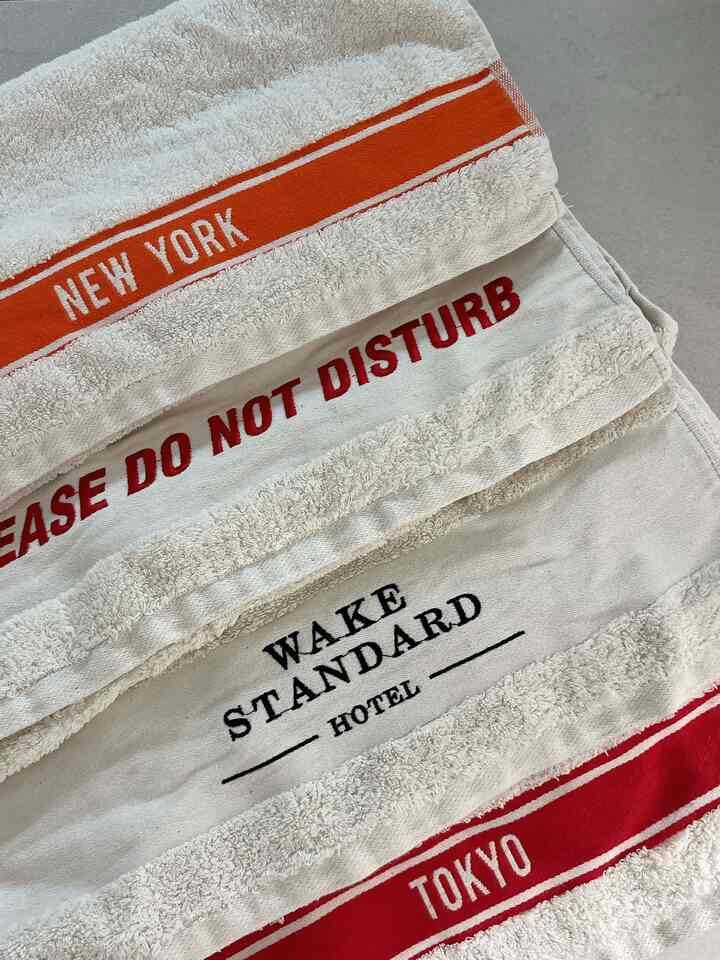 NEW YORK
EASE DO NOT DISTURB
WAKE
STANDARD
HOTEL
TOKYO